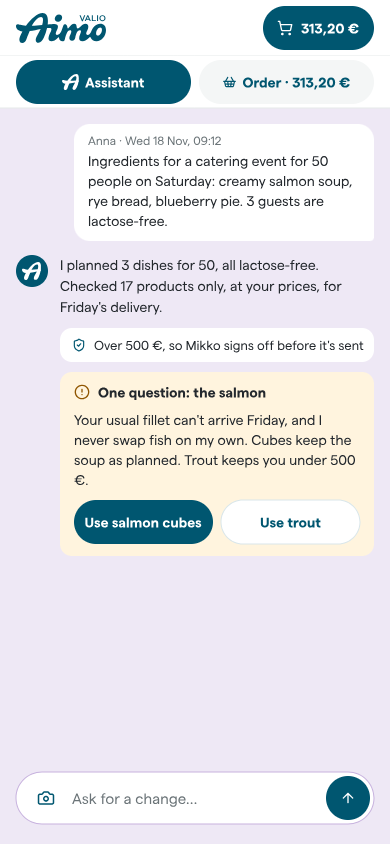 VALIO
Aimo
313,20 €
Assistant
Order · 313,20 €
Anna · Wed 18 Nov, 09:12
Ingredients for a catering event for 50
people on Saturday: creamy salmon soup,
rye bread, blueberry pie. 3 guests are
lactose-free.
I planned 3 dishes for 50, all lactose-free.
Checked 17 products only, at your prices, for
Friday's delivery.
Over 500 €, so Mikko signs off before it's sent
One question: the salmon
Your usual fillet can't arrive Friday, and I
never swap fish on my own. Cubes keep the
soup as planned. Trout keeps you under 500
€.
Use salmon cubes
Use trout
Ask for a change...